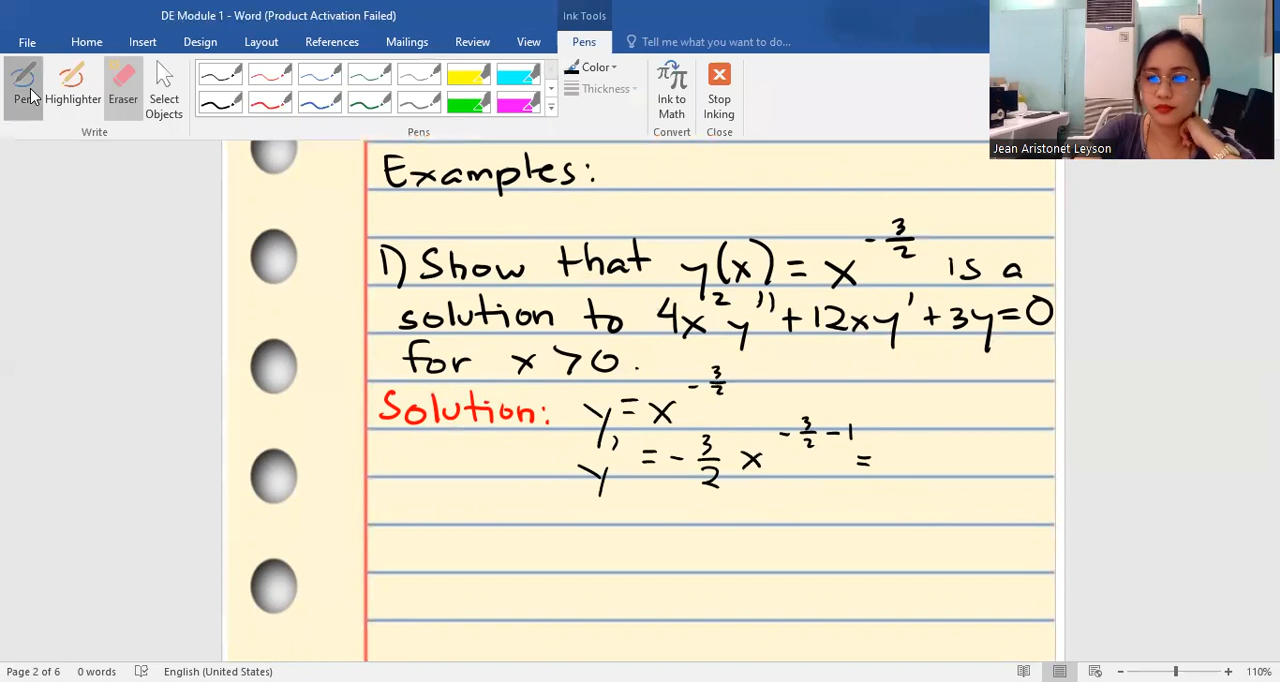 DE Module 1 - Word (Product Activation Failed)
Ink Tools
File Home Insert Design Layout References Mailings Review View Pens Tell me what you want to do...
Pen Highlighter Eraser Select Objects
Color
Thickness
Ink to Math
Stop Inking
Write Pens Convert Close
Jean Aristonet Leyson
Examples:
1) Show that y(x) = x^{-3/2} is a
solution to 4x²y'' + 12xy' + 3y = 0
for x > 0.
Solution: y = x^{-3/2}
y' = -3/2 x^{-3/2 - 1} =
Page 2 of 6 0 words English (United States) 110%